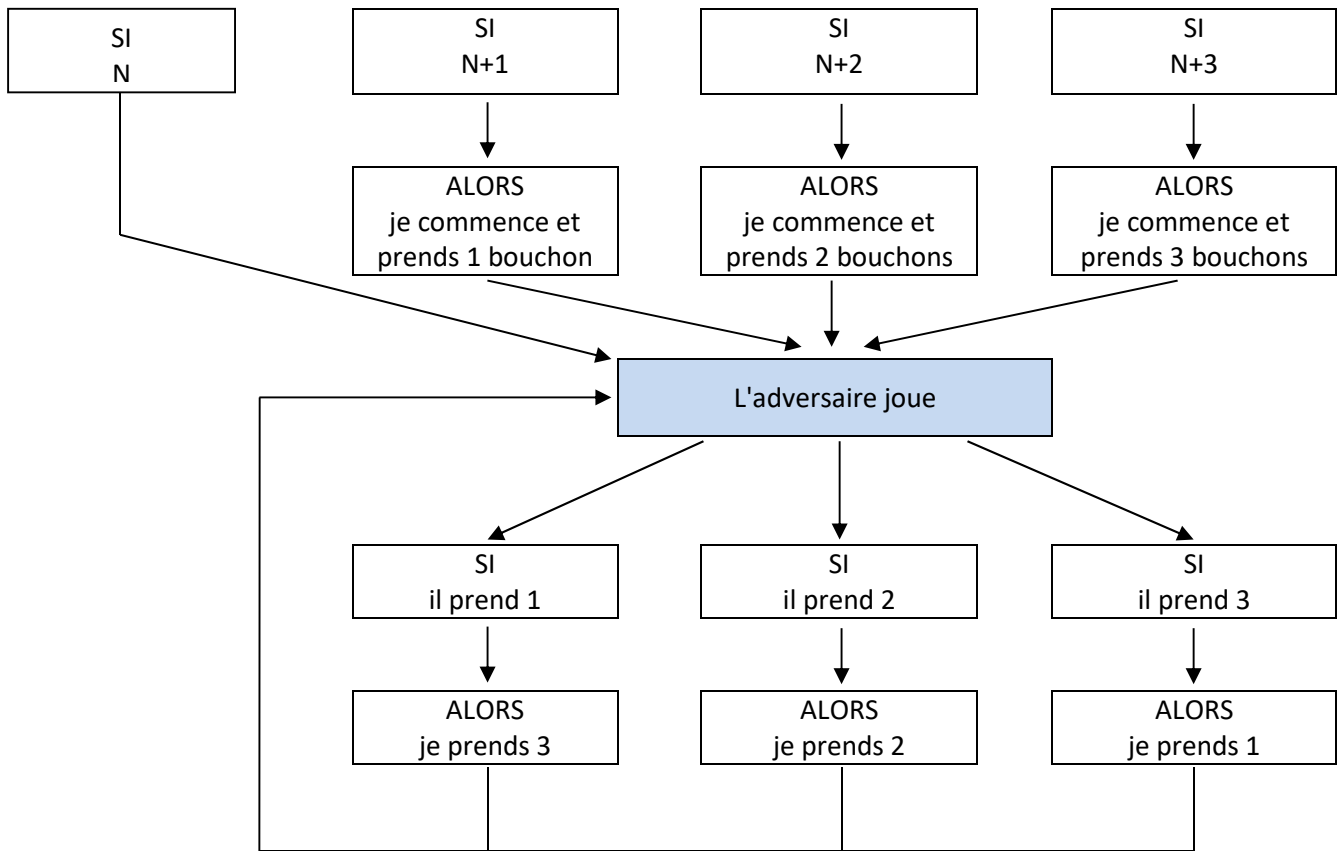 SI
N
SI
N+1
SI
N+2
SI
N+3
ALORS
je commence et
prends 1 bouchon
ALORS
je commence et
prends 2 bouchons
ALORS
je commence et
prends 3 bouchons
L'adversaire joue
SI
il prend 1
SI
il prend 2
SI
il prend 3
ALORS
je prends 3
ALORS
je prends 2
ALORS
je prends 1